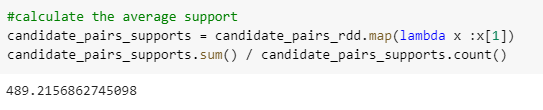 #calculate the average support
candidate_pairs_supports = candidate_pairs_rdd.map(lambda x :x[1])
candidate_pairs_supports.sum() / candidate_pairs_supports.count()
489.2156862745098